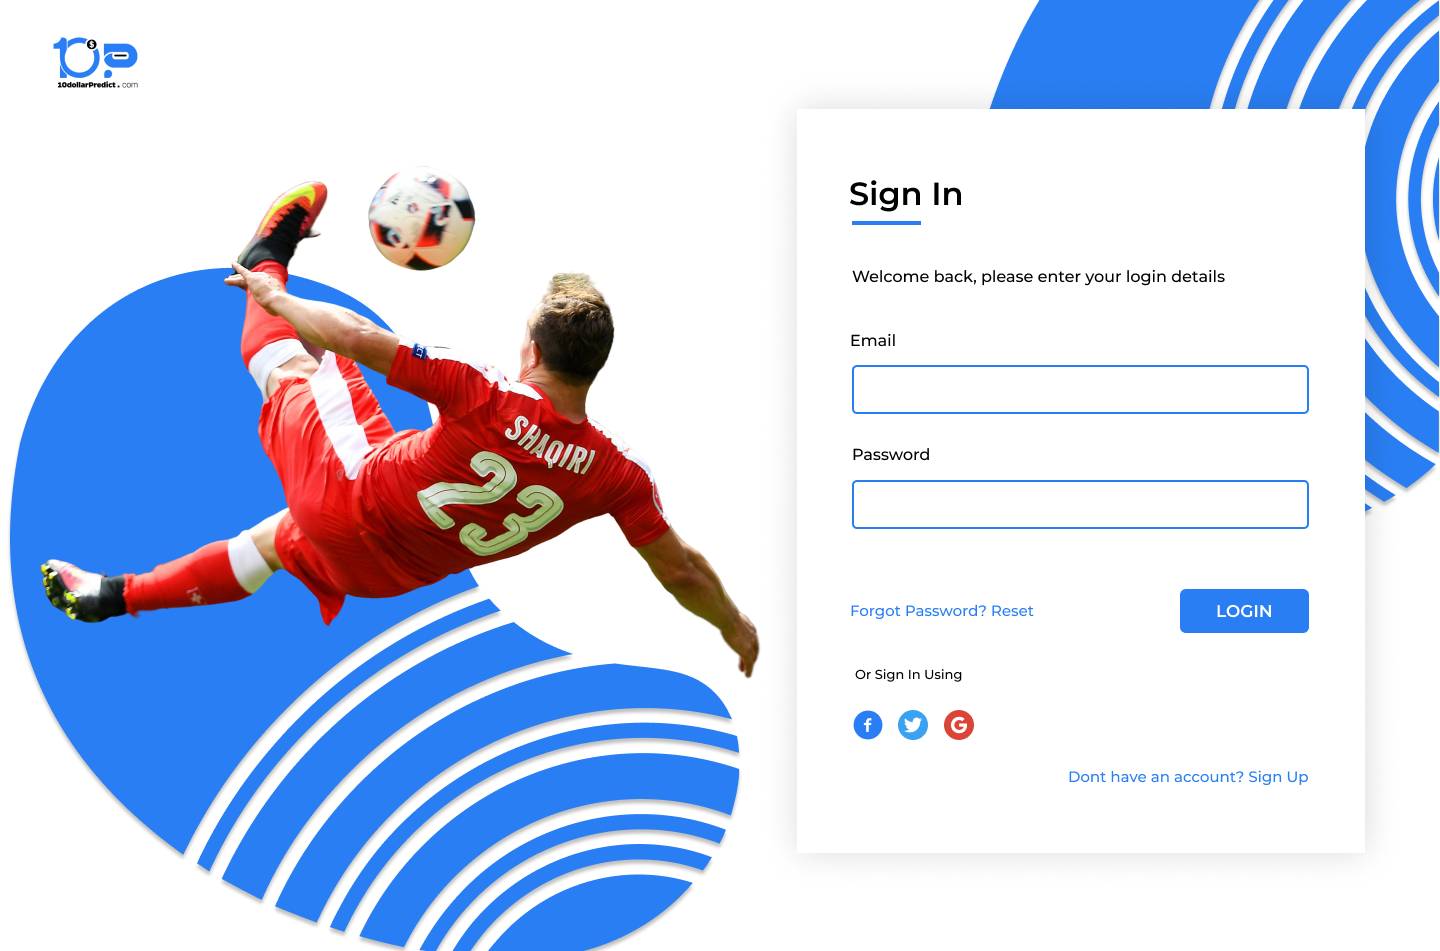 10P
$
10dollarPredict.com
SHAQIRI
23
Sign In
Welcome back, please enter your login details
Email
Password
Forgot Password? Reset
LOGIN
Or Sign In Using
f
G
Dont have an account? Sign Up